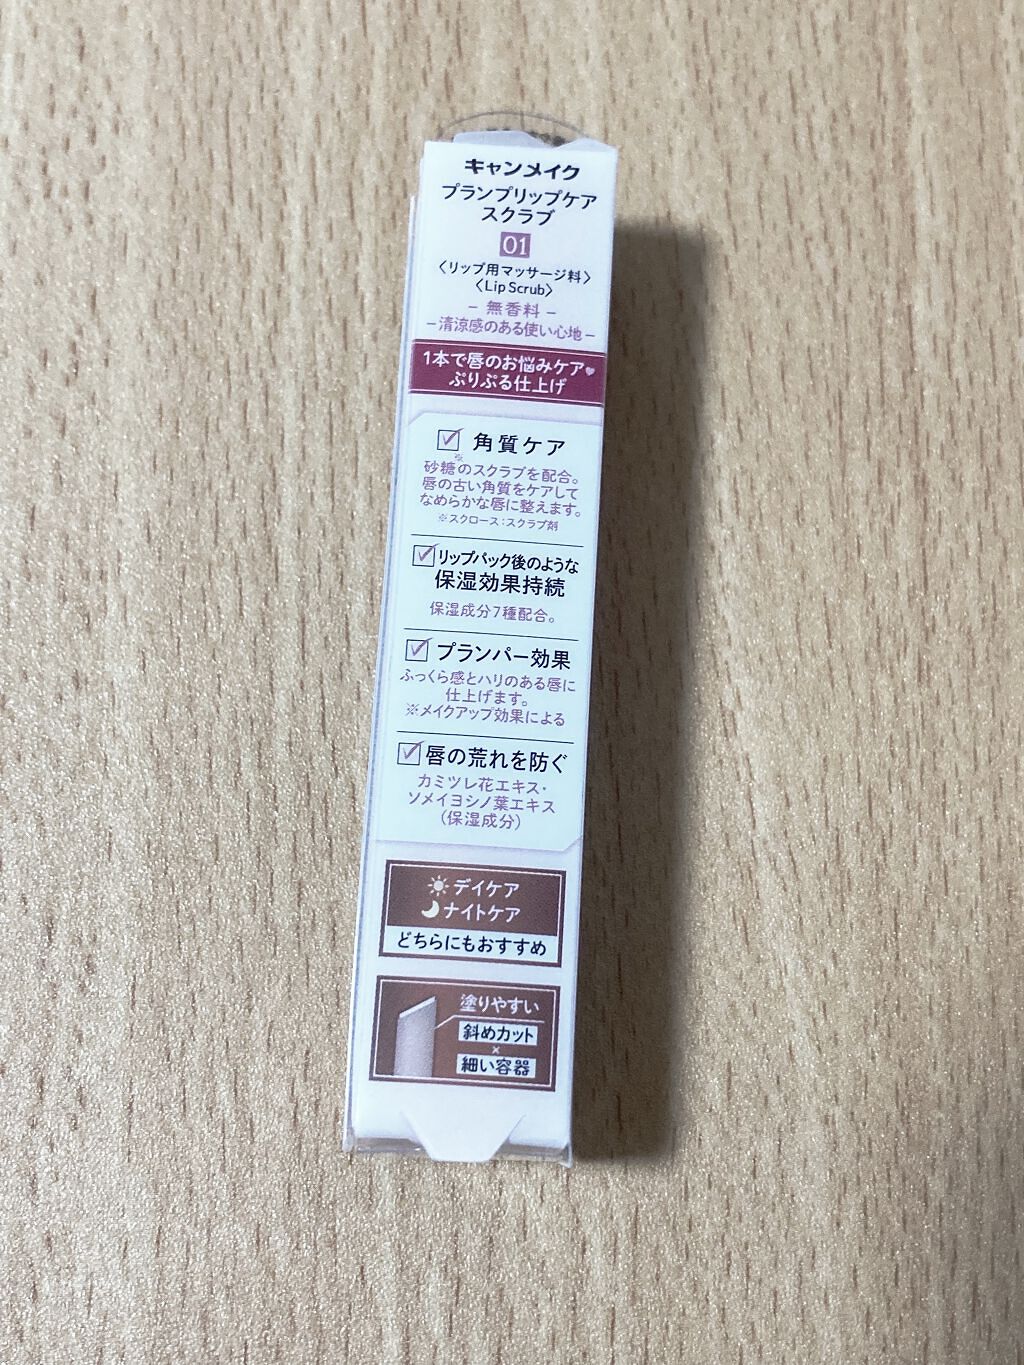 キャンメイク
プランプリップケア
スクラブ
01
〈リップ用マッサージ料〉
〈Lip Scrub〉
- 無香料 -
-清涼感のある使い心地-
1本で唇のお悩みケア♥
ぷりぷる仕上げ
☑ 角質ケア
※
砂糖のスクラブを配合。
唇の古い角質をケアして
なめらかな唇に整えます。
※スクロース:スクラブ剤
☑リップパック後のような
保湿効果持続
保湿成分7種配合。
☑ プランパー効果
ふっくら感とハリのある唇に
仕上げます。
※メイクアップ効果による
☑唇の荒れを防ぐ
カミツレ花エキス・
ソメイヨシノ葉エキス
(保湿成分)
デイケア
ナイトケア
どちらにもおすすめ
塗りやすい
斜めカット
×
細い容器